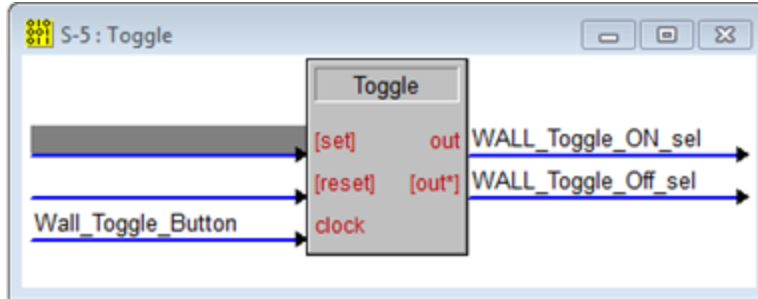 S-5 : Toggle
Toggle
[set] out WALL_Toggle_ON_sel
[reset] [out*] WALL_Toggle_Off_sel
Wall_Toggle_Button clock